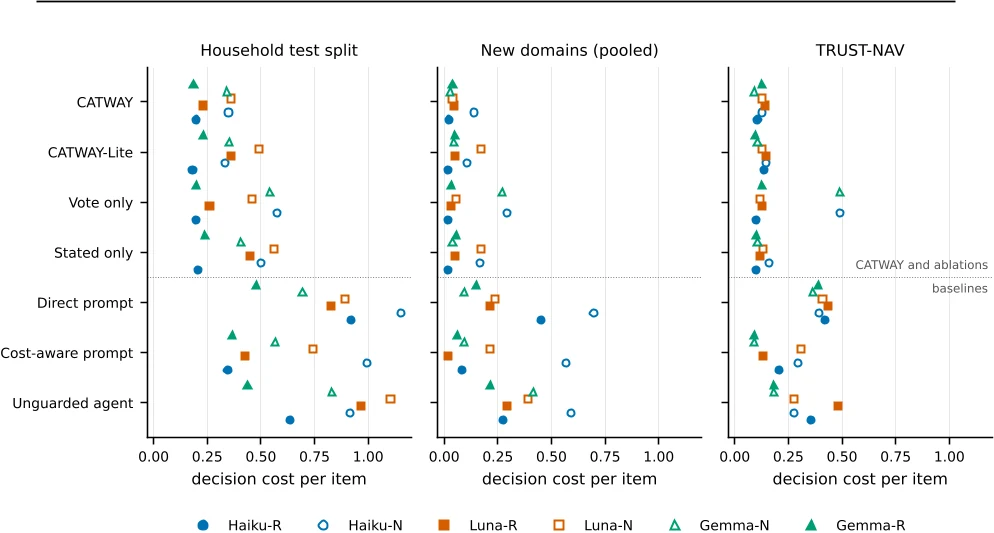 Household test split
New domains (pooled)
TRUST-NAV
CATWAY
CATWAY-Lite
Vote only
Stated only
CATWAY and ablations
baselines
Direct prompt
Cost-aware prompt
Unguarded agent
0.00 0.25 0.50 0.75 1.00
0.00 0.25 0.50 0.75 1.00
0.00 0.25 0.50 0.75 1.00
decision cost per item
decision cost per item
decision cost per item
Haiku-R Haiku-N Luna-R Luna-N Gemma-N Gemma-R